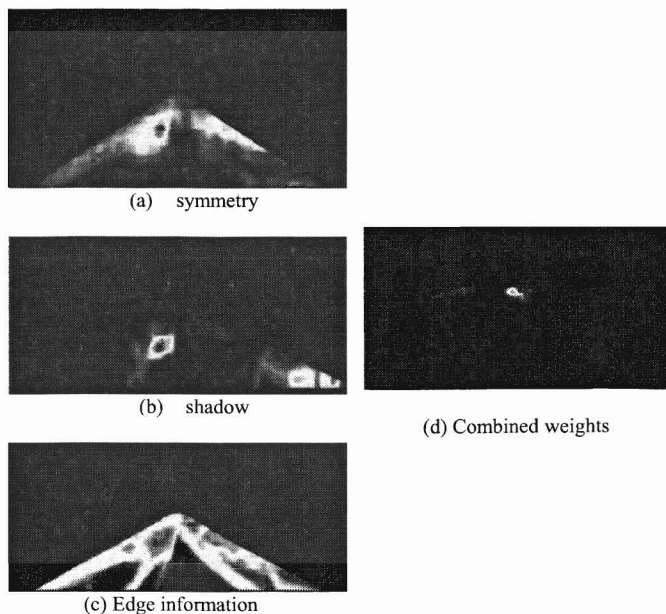 (a) symmetry
(b) shadow
(c) Edge information
(d) Combined weights